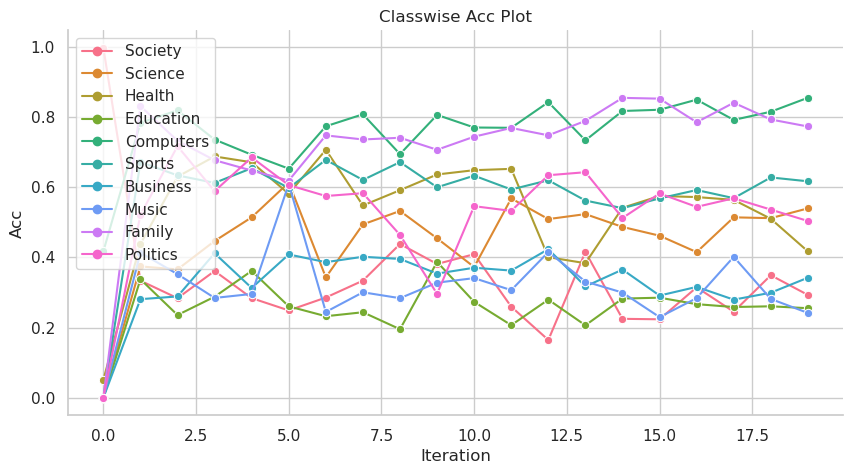 Classwise Acc Plot
1.0
0.8
0.6
0.4
0.2
0.0
Acc
Society
Science
Health
Education
Computers
Sports
Business
Music
Family
Politics
0.0 2.5 5.0 7.5 10.0 12.5 15.0 17.5
Iteration